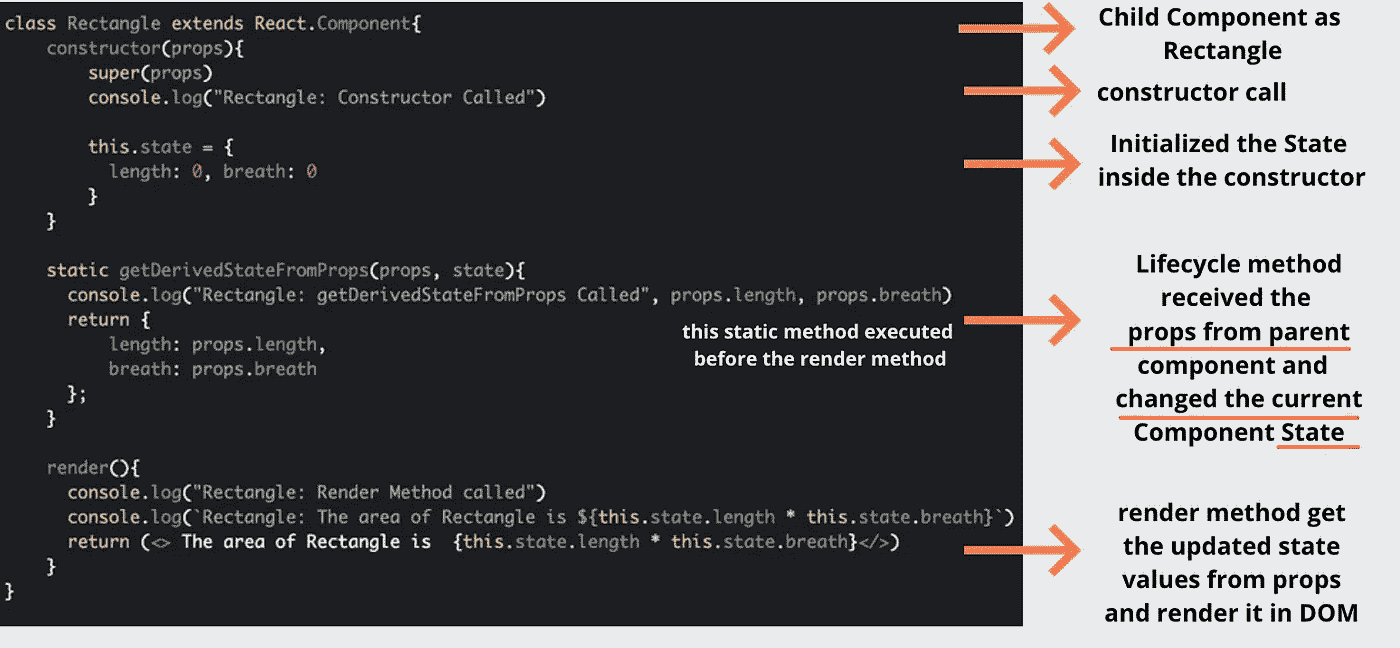 class Rectangle extends React.Component{
constructor(props){
super(props)
console.log("Rectangle: Constructor Called")
this.state = {
length: 0, breath: 0
}
}
static getDerivedStateFromProps(props, state){
console.log("Rectangle: getDerivedStateFromProps Called", props.length, props.breath)
return {
length: props.length,
breath: props.breath
};
}
render(){
console.log("Rectangle: Render Method called")
console.log(`Rectangle: The area of Rectangle is ${this.state.length * this.state.breath}`)
return (<> The area of Rectangle is  {this.state.length * this.state.breath}</>)
}
}
this static method executed
before the render method
Child Component as
Rectangle
constructor call
Initialized the State
inside the constructor
Lifecycle method
received the
props from parent
component and
changed the current
Component State
render method get
the updated state
values from props
and render it in DOM